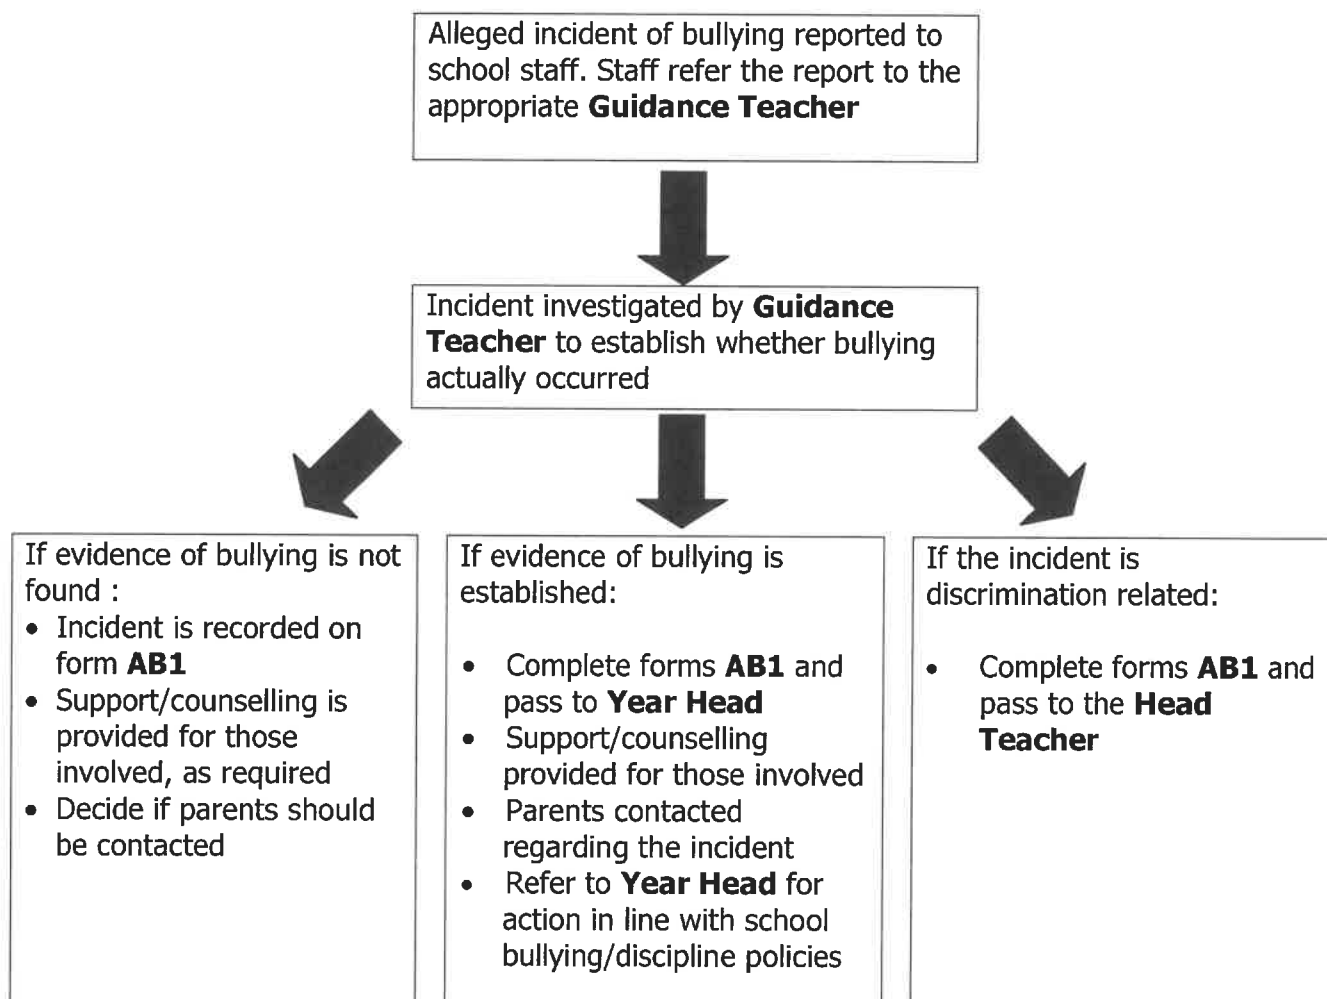 Alleged incident of bullying reported to
school staff. Staff refer the report to the
appropriate Guidance Teacher
Incident investigated by Guidance
Teacher to establish whether bullying
actually occurred
If evidence of bullying is not
found :
• Incident is recorded on
form AB1
• Support/counselling is
provided for those
involved, as required
• Decide if parents should
be contacted
If evidence of bullying is
established:
• Complete forms AB1 and
pass to Year Head
• Support/counselling
provided for those involved
• Parents contacted
regarding the incident
• Refer to Year Head for
action in line with school
bullying/discipline policies
If the incident is
discrimination related:
• Complete forms AB1 and
pass to the Head
Teacher